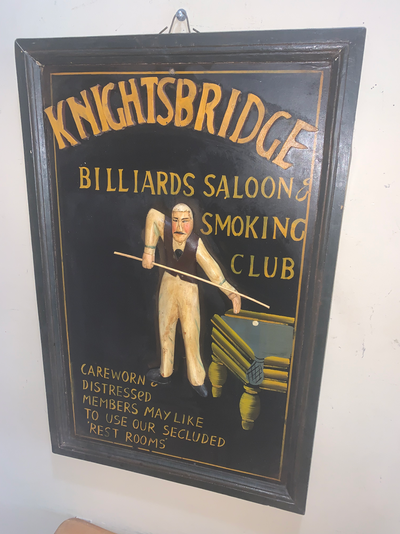 KNIGHTSBRIDGE
BILLIARDS SALOON &
SMOKING
CLUB
CAREWORN &
DISTRESSED
MEMBERS MAY LIKE
TO USE OUR SECLUDED
'REST ROOMS'